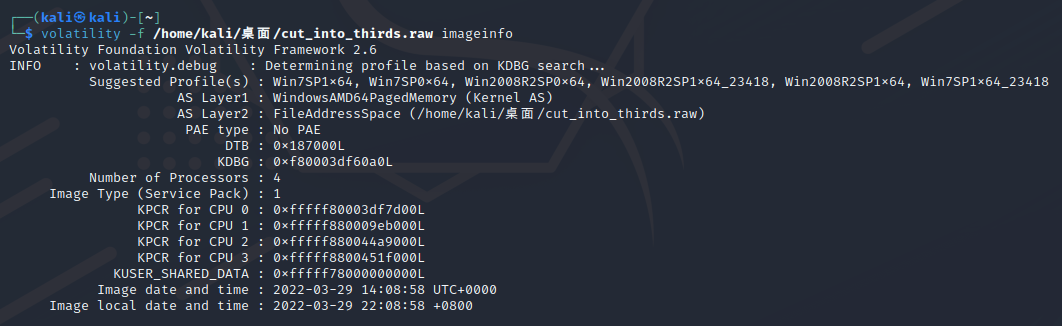 ┌──(kali㉿kali)-[~]
└─$ volatility -f /home/kali/桌面/cut_into_thirds.raw imageinfo
Volatility Foundation Volatility Framework 2.6
INFO    : volatility.debug    : Determining profile based on KDBG search...
          Suggested Profile(s) : Win7SP1x64, Win7SP0x64, Win2008R2SP0x64, Win2008R2SP1x64_23418, Win2008R2SP1x64, Win7SP1x64_23418
                     AS Layer1 : WindowsAMD64PagedMemory (Kernel AS)
                     AS Layer2 : FileAddressSpace (/home/kali/桌面/cut_into_thirds.raw)
                      PAE type : No PAE
                           DTB : 0x187000L
                          KDBG : 0xf80003df60a0L
          Number of Processors : 4
     Image Type (Service Pack) : 1
                KPCR for CPU 0 : 0xfffff80003df7d00L
                KPCR for CPU 1 : 0xfffff880009eb000L
                KPCR for CPU 2 : 0xfffff880044a9000L
                KPCR for CPU 3 : 0xfffff8800451f000L
             KUSER_SHARED_DATA : 0xfffff78000000000L
           Image date and time : 2022-03-29 14:08:58 UTC+0000
     Image local date and time : 2022-03-29 22:08:58 +0800